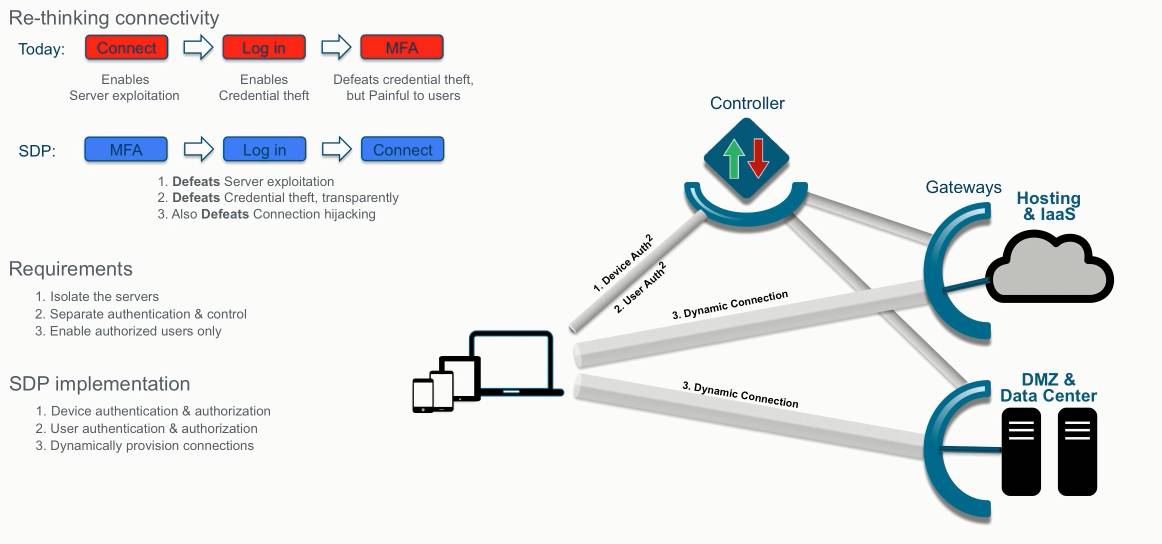 Re-thinking connectivity
Today:
Connect
Log in
MFA
Enables
Server exploitation
Enables
Credential theft
Defeats credential theft,
but Painful to users
SDP:
MFA
Log in
Connect
1. Defeats Server exploitation
2. Defeats Credential theft, transparently
3. Also Defeats Connection hijacking
Requirements
1. Isolate the servers
2. Separate authentication & control
3. Enable authorized users only
SDP implementation
1. Device authentication & authorization
2. User authentication & authorization
3. Dynamically provision connections
Controller
Gateways
Hosting
& IaaS
1. Device Auth²
2. User Auth²
3. Dynamic Connection
3. Dynamic Connection
DMZ &
Data Center